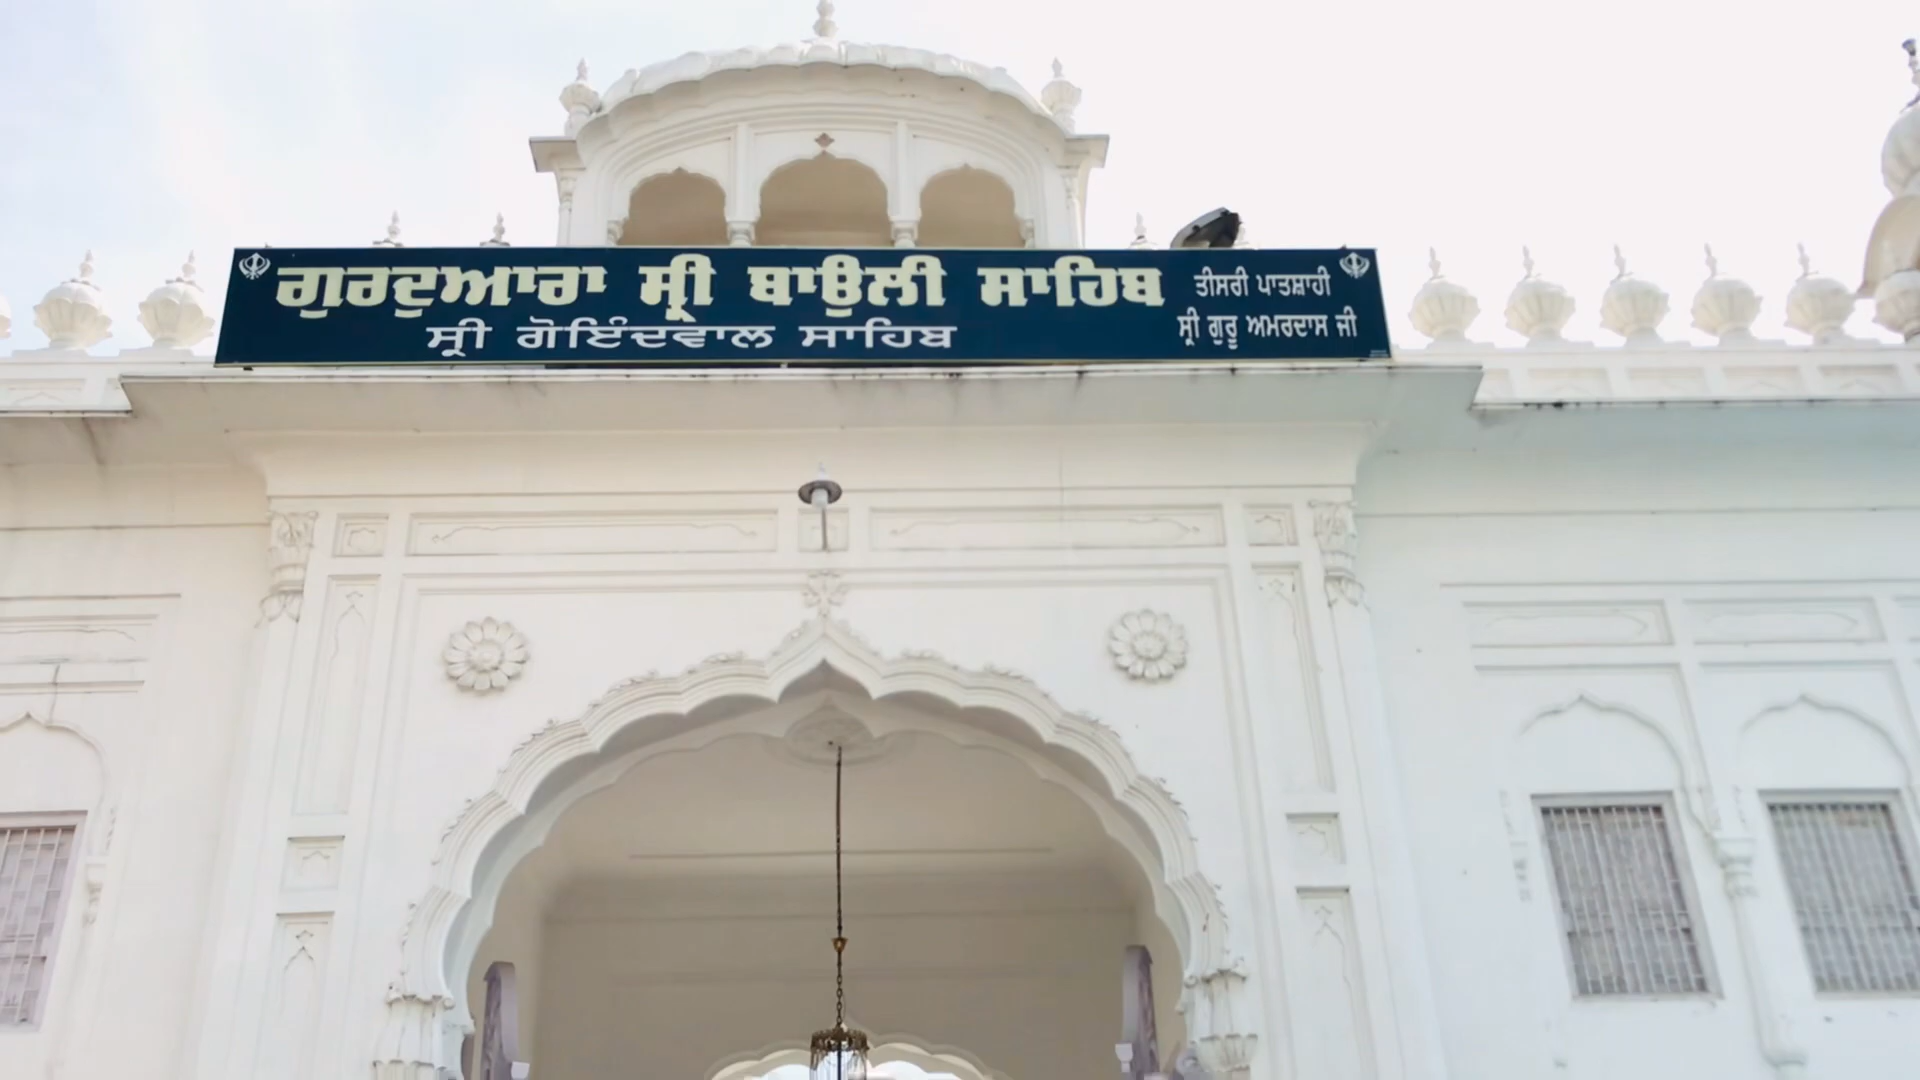 ਗੁਰਦੁਆਰਾ ਸ੍ਰੀ ਬਾਉਲੀ ਸਾਹਿਬ
ਸ੍ਰੀ ਗੋਇੰਦਵਾਲ ਸਾਹਿਬ
ਤੀਸਰੀ ਪਾਤਸ਼ਾਹੀ
ਸ੍ਰੀ ਗੁਰੂ ਅਮਰਦਾਸ ਜੀ